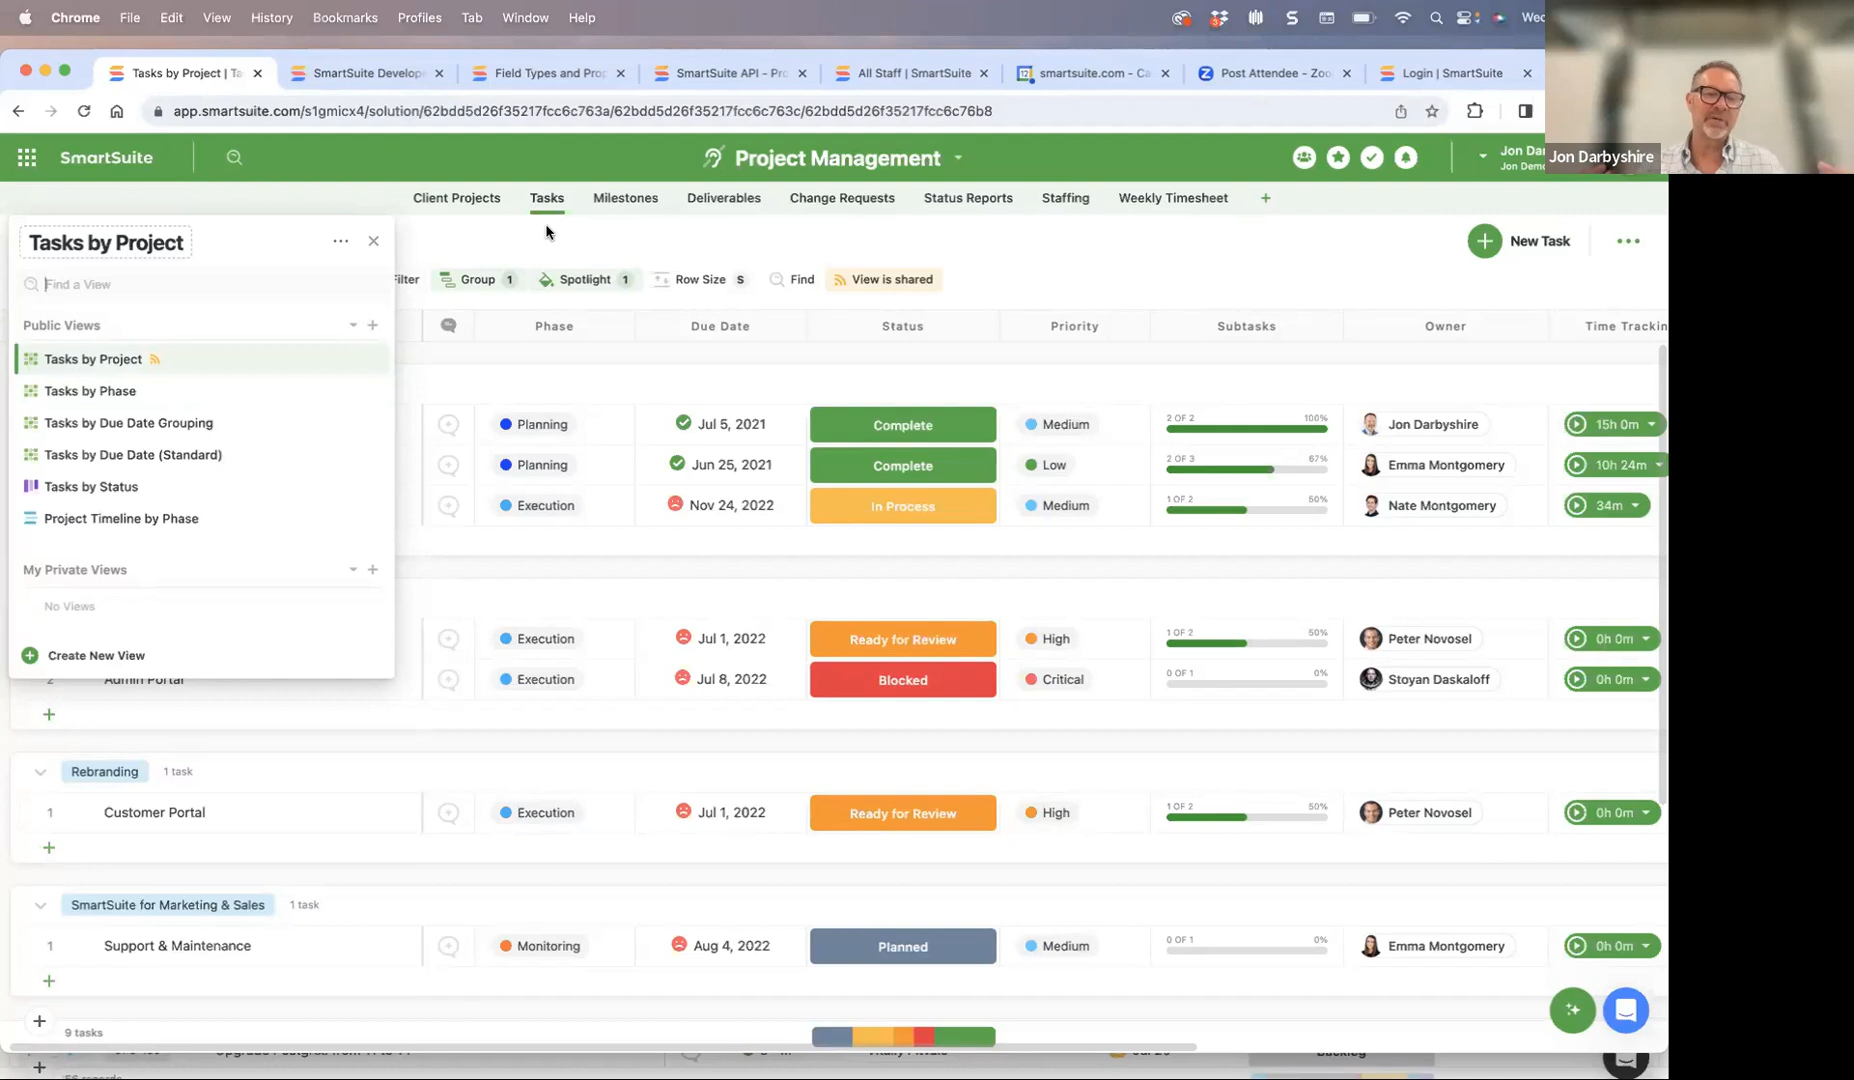 Chrome File Edit View History Bookmarks Profiles Tab Window Help
3
Wec
Tasks by Project | Ta
SmartSuite Develop
Field Types and Prop
SmartSuite API - Pro
All Staff | SmartSuite
smartsuite.com - Ca
Post Attendee - Zoo
Login | SmartSuite
app.smartsuite.com/s1gmicx4/solution/62bdd5d26f35217fcc6c763a/62bdd5d26f35217fcc6c763c/62bdd5d26f35217fcc6c76b8
SmartSuite
Project Management
Jon Dar
Jon Demo
Jon Darbyshire
Client Projects Tasks Milestones Deliverables Change Requests Status Reports Staffing Weekly Timesheet
Tasks by Project
New Task
Find a View
Filter Group 1 Spotlight 1 Row Size S Find View is shared
Public Views
Tasks by Project
Tasks by Phase
Tasks by Due Date Grouping
Tasks by Due Date (Standard)
Tasks by Status
Project Timeline by Phase
My Private Views
No Views
Create New View
Phase Due Date Status Priority Subtasks Owner Time Trackin
Planning Jul 5, 2021 Complete Medium 2 OF 2 100% Jon Darbyshire 15h 0m
Planning Jun 25, 2021 Complete Low 2 OF 3 67% Emma Montgomery 10h 24m
Execution Nov 24, 2022 In Process Medium 1 OF 2 50% Nate Montgomery 34m
Execution Jul 1, 2022 Ready for Review High 1 OF 2 50% Peter Novosel 0h 0m
2 Admin Portal Execution Jul 8, 2022 Blocked Critical 0 OF 1 0% Stoyan Daskaloff 0h 0m
Rebranding 1 task
1 Customer Portal Execution Jul 1, 2022 Ready for Review High 1 OF 2 50% Peter Novosel 0h 0m
SmartSuite for Marketing & Sales 1 task
1 Support & Maintenance Monitoring Aug 4, 2022 Planned Medium 0 OF 1 0% Emma Montgomery 0h 0m
9 tasks